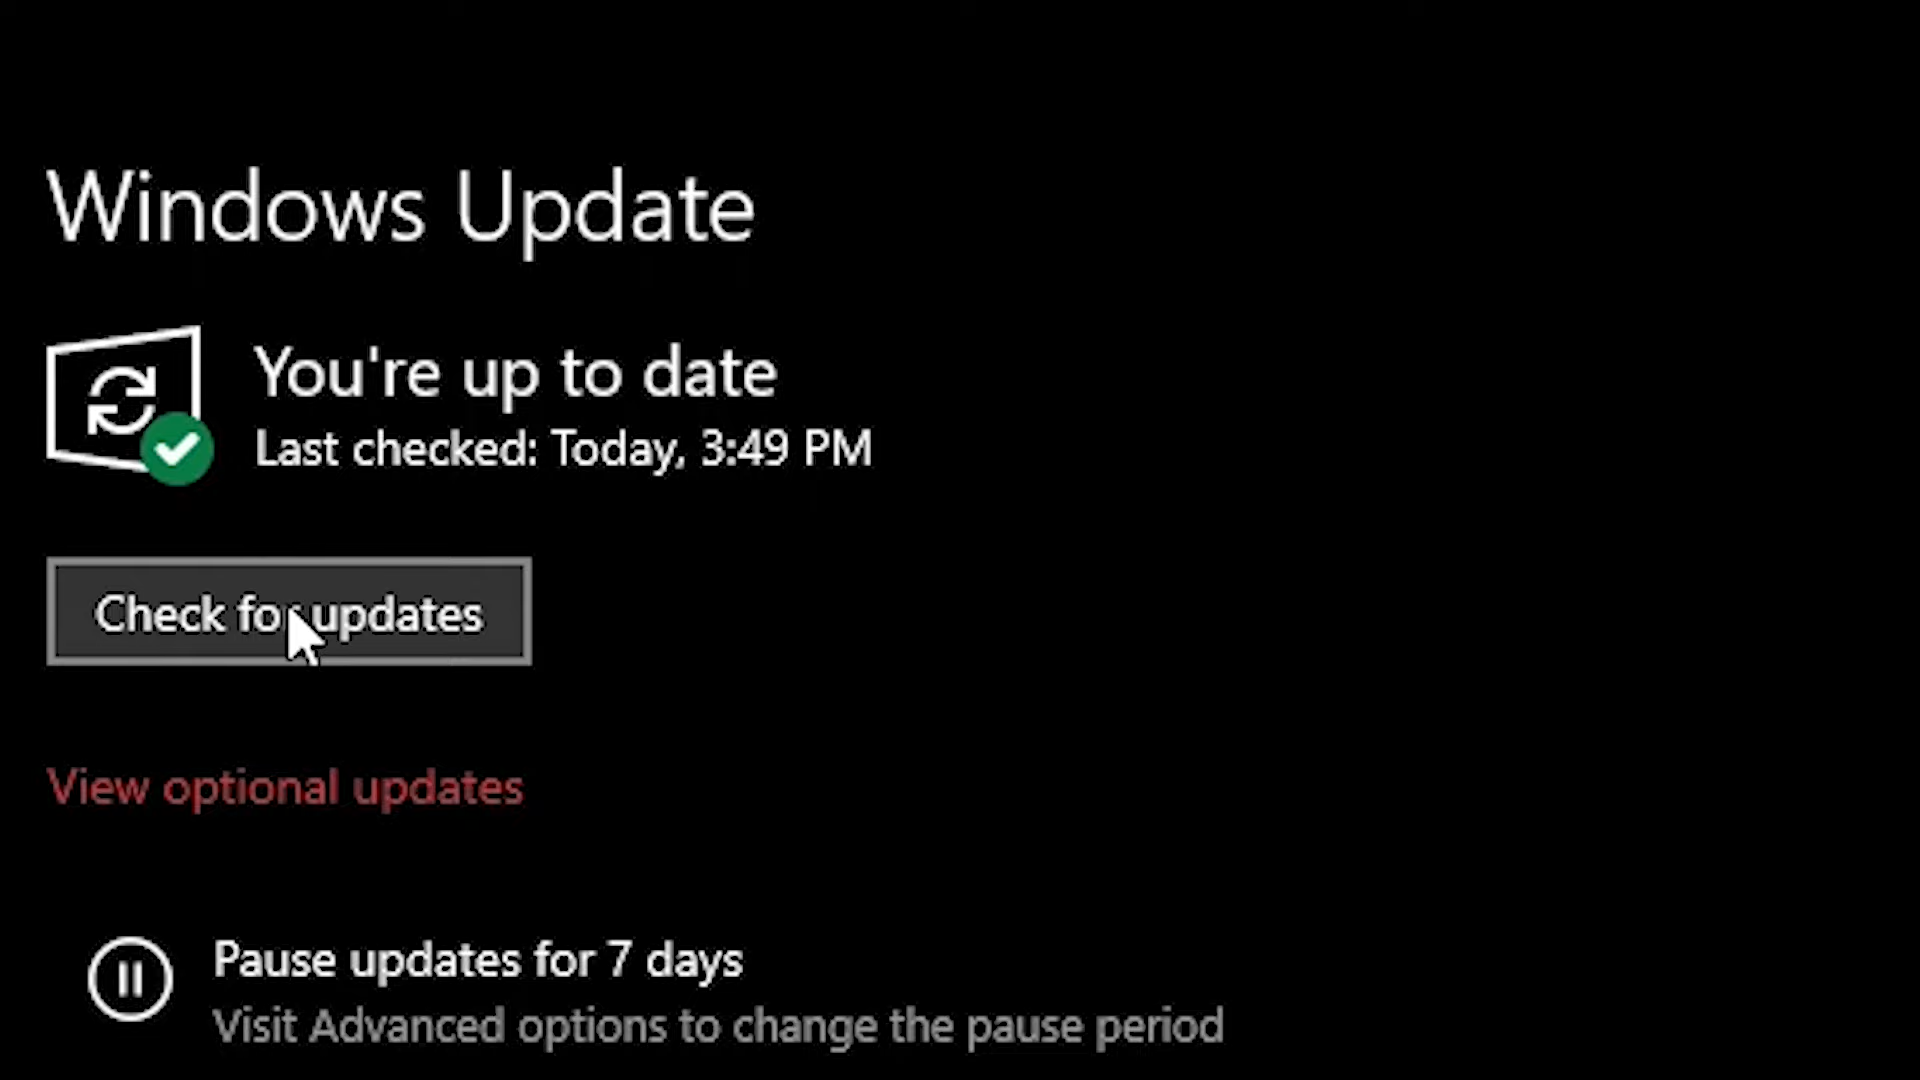 Windows Update
You're up to date
Last checked: Today, 3:49 PM
Check for updates
View optional updates
Pause updates for 7 days
Visit Advanced options to change the pause period